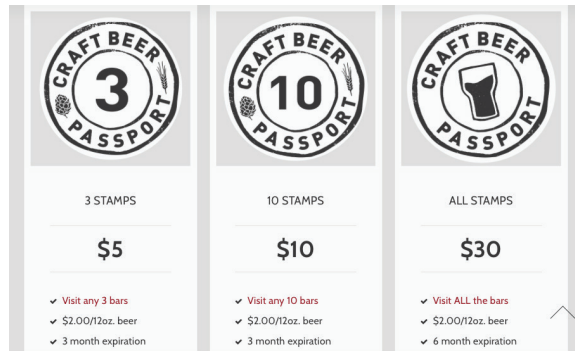 CRAFT BEER
3
PASSPORT
3 STAMPS
$5
Visit any 3 bars
$2.00/12oz. beer
3 month expiration
CRAFT BEER
10
PASSPORT
10 STAMPS
$10
Visit any 10 bars
$2.00/12oz. beer
3 month expiration
CRAFT BEER
PASSPORT
ALL STAMPS
$30
Visit ALL the bars
$2.00/12oz. beer
6 month expiration